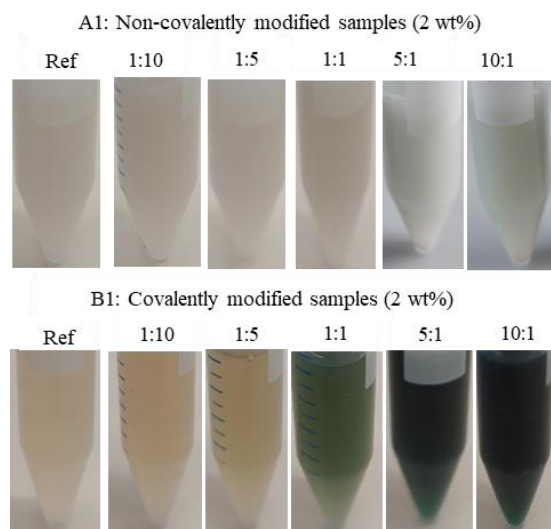 A1: Non-covalently modified samples (2 wt%)
Ref 1:10 1:5 1:1 5:1 10:1
B1: Covalently modified samples (2 wt%)
Ref 1:10 1:5 1:1 5:1 10:1